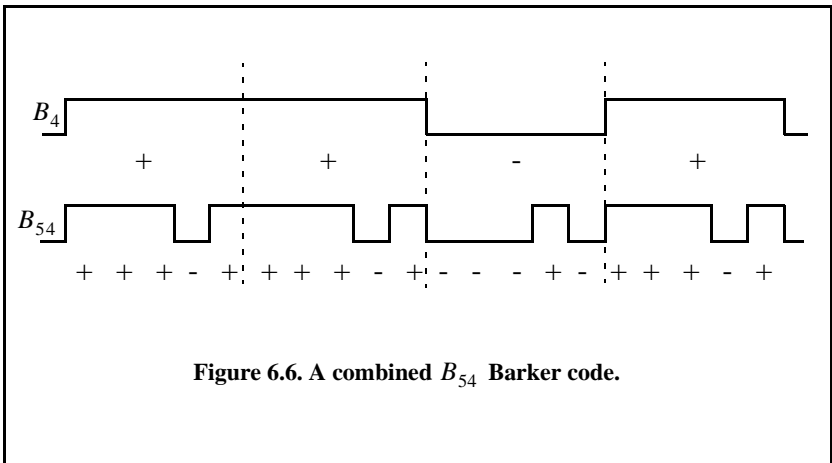 B₄
+ + - +
B₅₄
+ + + - + + + + - + - - - + - + + + - +
Figure 6.6. A combined B₅₄ Barker code.